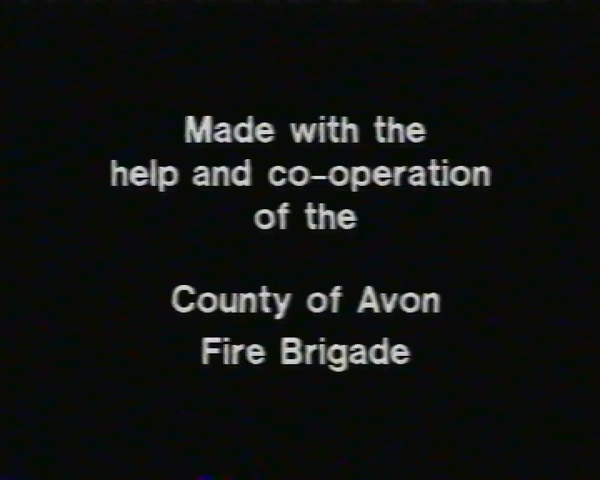 Made with the
help and co-operation
of the
County of Avon
Fire Brigade